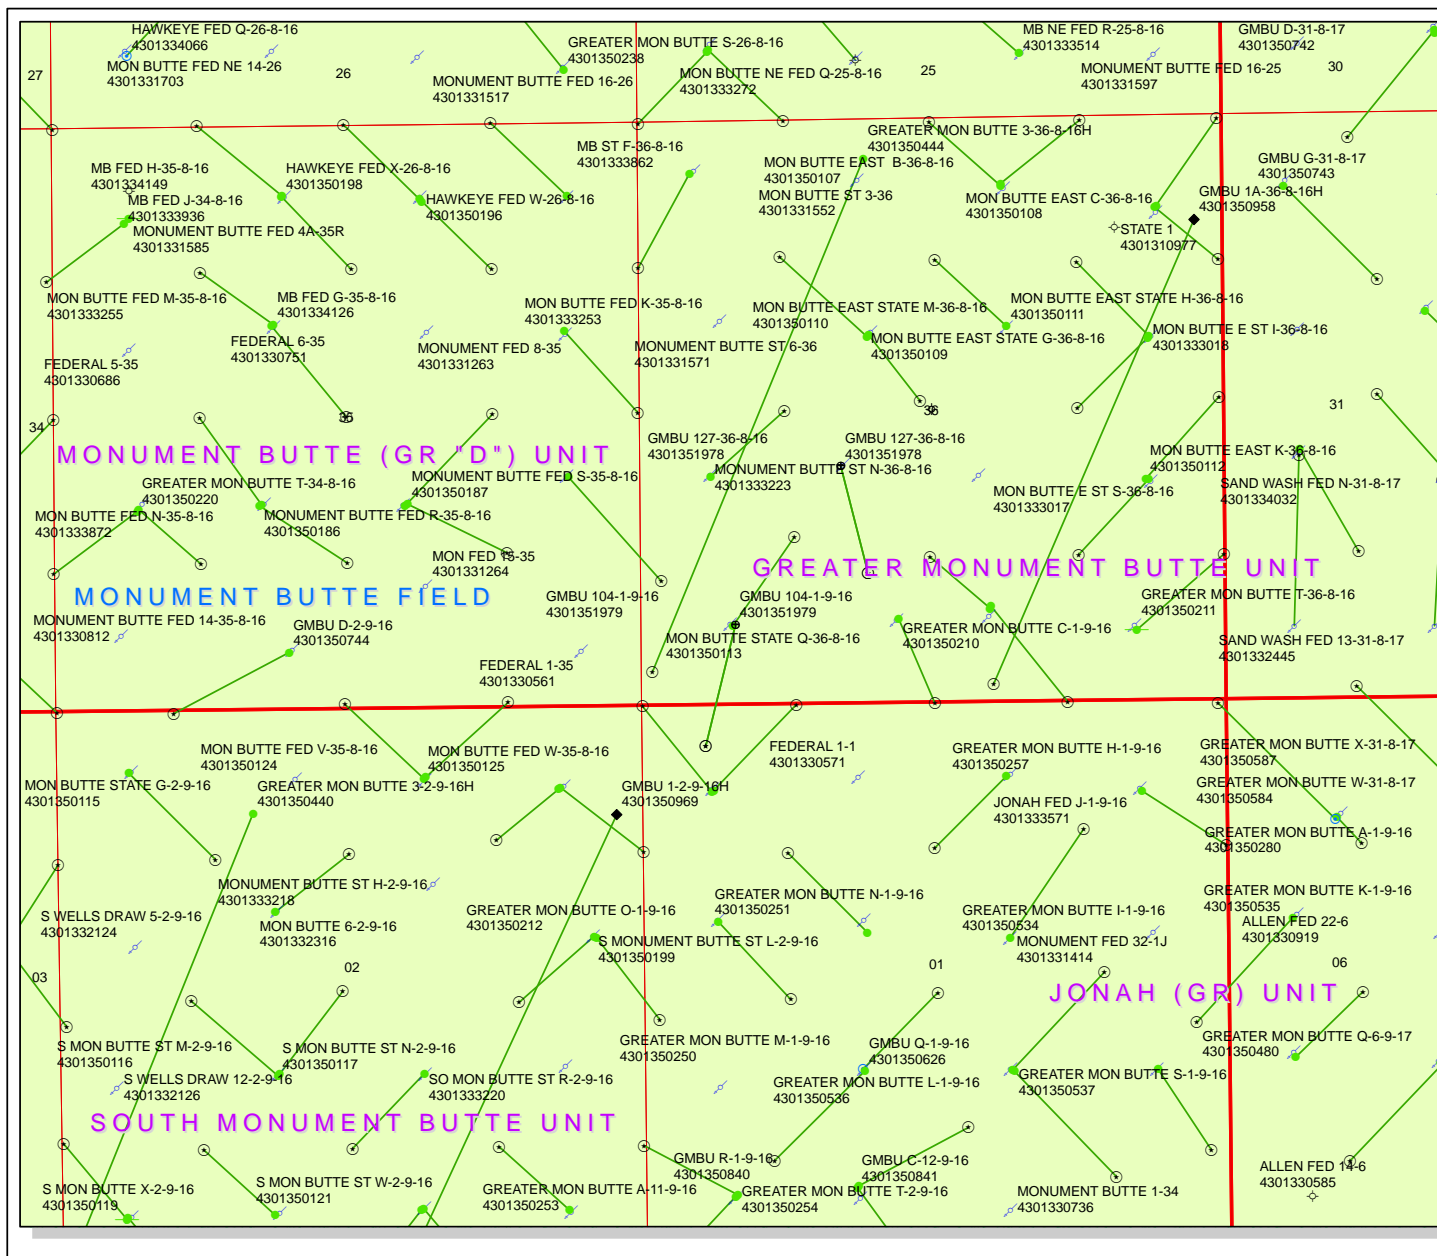 HAWKEYE FED Q-26-8-16
4301334066
MON BUTTE FED NE 14-26
4301331703
27
26
MONUMENT BUTTE FED 16-26
4301331517
GREATER MON BUTTE S-26-8-16
4301350238
MON BUTTE NE FED Q-25-8-16
4301333272
25
MB NE FED R-25-8-16
4301333514
MONUMENT BUTTE FED 16-25
4301331597
GMBU D-31-8-17
4301350742
30
MB FED H-35-8-16
4301334149
MB FED J-34-8-16
4301333936
MONUMENT BUTTE FED 4A-35R
4301331585
HAWKEYE FED X-26-8-16
4301350198
HAWKEYE FED W-26-8-16
4301350196
MB ST F-36-8-16
4301333862
GREATER MON BUTTE 3-36-8-16H
4301350444
MON BUTTE EAST B-36-8-16
4301350107
MON BUTTE ST 3-36
4301331552
MON BUTTE EAST C-36-8-16
4301350108
GMBU G-31-8-17
4301350743
GMBU 1A-36-8-16H
4301350958
STATE 1
4301310977
MON BUTTE FED M-35-8-16
4301333255
MB FED G-35-8-16
4301334126
FEDERAL 6-35
4301330751
FEDERAL 5-35
4301330686
MONUMENT FED 8-35
4301331263
MON BUTTE FED K-35-8-16
4301333253
MONUMENT BUTTE ST 6-36
4301331571
MON BUTTE EAST STATE M-36-8-16
4301350110
MON BUTTE EAST STATE G-36-8-16
4301350109
MON BUTTE EAST STATE H-36-8-16
4301350111
MON BUTTE E ST I-36-8-16
4301333018
34
35
36
31
MONUMENT BUTTE (GR "D") UNIT
GREATER MON BUTTE T-34-8-16
4301350220
MON BUTTE FED N-35-8-16
4301333872
MONUMENT BUTTE FED R-35-8-16
4301350186
MONUMENT BUTTE FED S-35-8-16
4301350187
GMBU 127-36-8-16
4301351978
GMBU 127-36-8-16
4301351978
MONUMENT BUTTE ST N-36-8-16
4301333223
MON BUTTE E ST S-36-8-16
4301333017
MON BUTTE EAST K-36-8-16
4301350112
SAND WASH FED N-31-8-17
4301334032
MON FED 15-35
4301331264
GREATER MONUMENT BUTTE UNIT
MONUMENT BUTTE FIELD
MONUMENT BUTTE FED 14-35-8-16
4301330812
GMBU D-2-9-16
4301350744
GMBU 104-1-9-16
4301351979
GMBU 104-1-9-16
4301351979
MON BUTTE STATE Q-36-8-16
4301350113
GREATER MON BUTTE C-1-9-16
4301350210
GREATER MON BUTTE T-36-8-16
4301350211
SAND WASH FED 13-31-8-17
4301332445
FEDERAL 1-35
4301330561
MON BUTTE FED V-35-8-16
4301350124
MON BUTTE FED W-35-8-16
4301350125
MON BUTTE STATE G-2-9-16
4301350115
GREATER MON BUTTE 3-2-9-16H
4301350440
GMBU 1-2-9-16H
4301350969
FEDERAL 1-1
4301330571
GREATER MON BUTTE H-1-9-16
4301350257
JONAH FED J-1-9-16
4301333571
GREATER MON BUTTE X-31-8-17
4301350587
GREATER MON BUTTE W-31-8-17
4301350584
GREATER MON BUTTE A-1-9-16
4301350280
MONUMENT BUTTE ST H-2-9-16
4301333218
MON BUTTE 6-2-9-16
4301332316
S WELLS DRAW 5-2-9-16
4301332124
GREATER MON BUTTE O-1-9-16
4301350212
S MONUMENT BUTTE ST L-2-9-16
4301350199
GREATER MON BUTTE N-1-9-16
4301350251
GREATER MON BUTTE I-1-9-16
4301350534
MONUMENT FED 32-1J
4301331414
GREATER MON BUTTE K-1-9-16
4301350535
ALLEN FED 22-6
4301330919
03
02
01
06
JONAH (GR) UNIT
S MON BUTTE ST M-2-9-16
4301350116
S MON BUTTE ST N-2-9-16
4301350117
S WELLS DRAW 12-2-9-16
4301332126
SO MON BUTTE ST R-2-9-16
4301333220
GREATER MON BUTTE M-1-9-16
4301350250
GMBU Q-1-9-16
4301350626
GREATER MON BUTTE L-1-9-16
4301350536
GREATER MON BUTTE S-1-9-16
4301350537
GREATER MON BUTTE Q-6-9-17
4301350480
SOUTH MONUMENT BUTTE UNIT
S MON BUTTE X-2-9-16
4301350119
S MON BUTTE ST W-2-9-16
4301350121
GREATER MON BUTTE A-11-9-16
4301350253
GMBU R-1-9-16
4301350840
GREATER MON BUTTE T-2-9-16
4301350254
GMBU C-12-9-16
4301350841
MONUMENT BUTTE 1-34
4301330736
ALLEN FED 14-6
4301330585